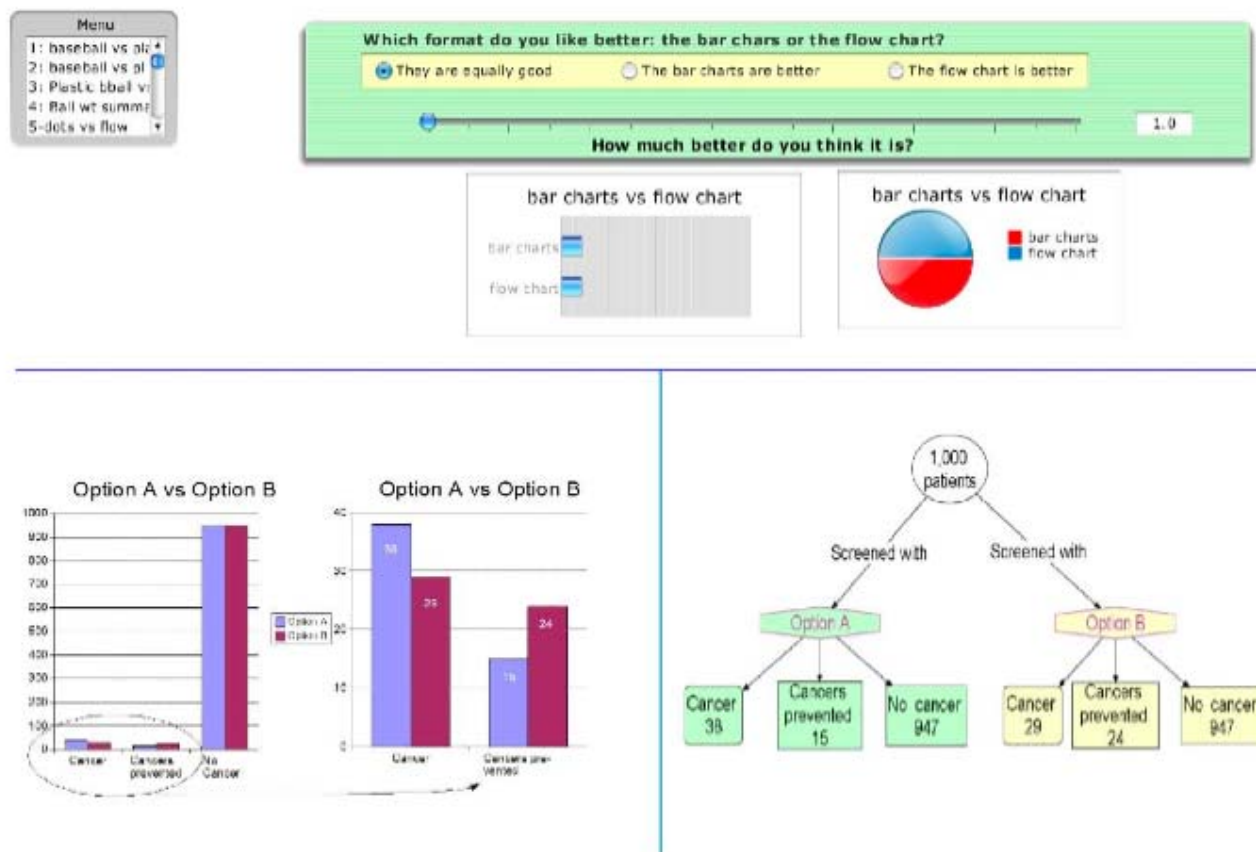 Menu
1: baseball vs pla
2: baseball vs pl
3: Plastic bball vs
4: Ball wt summa
5-dots vs flow
Which format do you like better: the bar chars or the flow chart?
They are equally good
The bar charts are better
The flow chart is better
1.0
How much better do you think it is?
bar charts vs flow chart
bar charts
flow chart
bar charts vs flow chart
bar charts
flow chart
Option A vs Option B
1000
900
800
700
600
500
400
300
200
100
0
Cancer
Cancers
prevented
No
Cancer
Option A
Option B
Option A vs Option B
40
30
20
10
0
38
29
15
24
Cancer
Cancers pre-
vented
1,000
patients
Screened with
Screened with
Option A
Option B
Cancer
38
Cancers
prevented
15
No cancer
947
Cancer
29
Cancers
prevented
24
No cancer
947